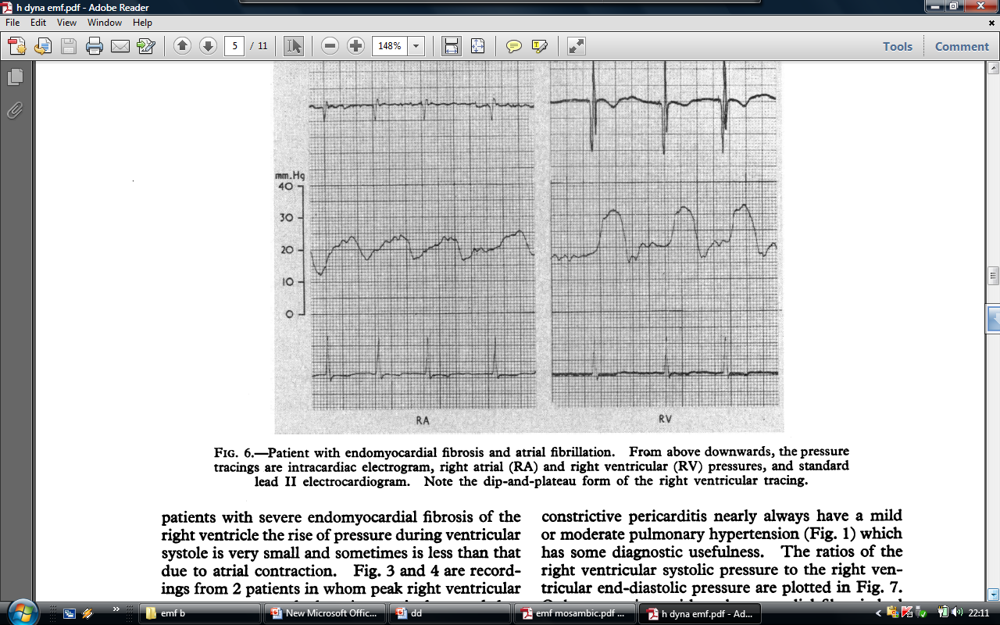 h dyna emf.pdf - Adobe Reader
File Edit View Window Help
5 / 11 148% Tools Comment
mm.Hg
40
30
20
10
0
RA RV
FIG. 6.—Patient with endomyocardial fibrosis and atrial fibrillation. From above downwards, the pressure
tracings are intracardiac electrogram, right atrial (RA) and right ventricular (RV) pressures, and standard
lead II electrocardiogram. Note the dip-and-plateau form of the right ventricular tracing.
patients with severe endomyocardial fibrosis of the
right ventricle the rise of pressure during ventricular
systole is very small and sometimes is less than that
due to atrial contraction. Fig. 3 and 4 are record-
ings from 2 patients in whom peak right ventricular
constrictive pericarditis nearly always have a mild
or moderate pulmonary hypertension (Fig. 1) which
has some diagnostic usefulness. The ratios of the
right ventricular systolic pressure to the right ven-
tricular end-diastolic pressure are plotted in Fig. 7.
» emf b New Microsoft Offic... dd emf mosambic.pdf ... h dyna emf.pdf - Ad... < 22:11